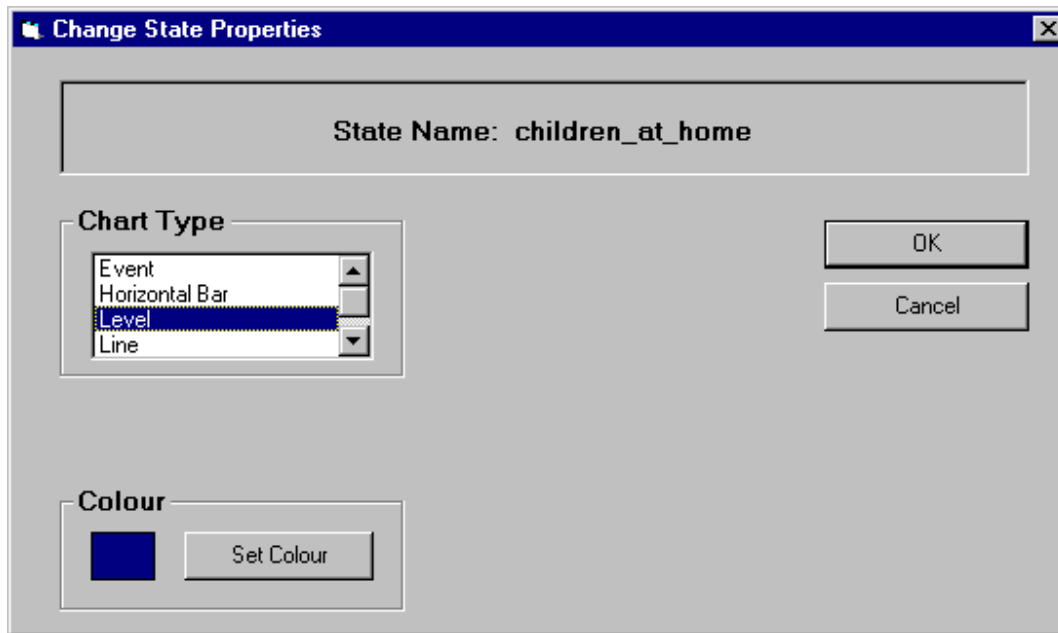 Change State Properties
State Name: children_at_home
Chart Type
Event
Horizontal Bar
Level
Line
OK
Cancel
Colour
Set Colour